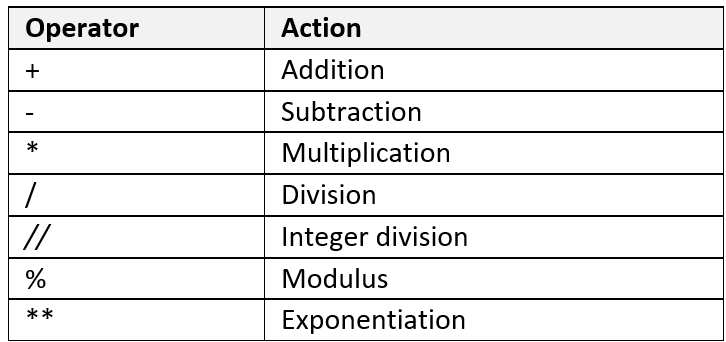 Operator Action
+ Addition
- Subtraction
* Multiplication
/ Division
// Integer division
% Modulus
** Exponentiation